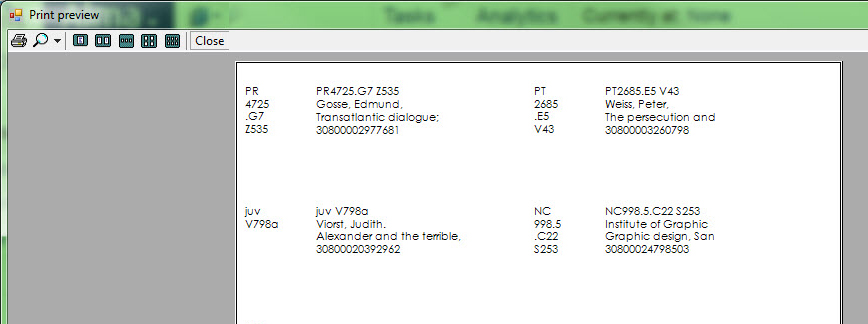 Print preview
Tasks Analytics Currently at: None
Close
PR PR4725.G7 Z535 PT PT2685.E5 V43
4725 Gosse, Edmund, 2685 Weiss, Peter,
.G7 Transatlantic dialogue; .E5 The persecution and
Z535 30800002977681 V43 30800003260798
juv juv V798a NC NC998.5.C22 S253
V798a Viorst, Judith. 998.5 Institute of Graphic
Alexander and the terrible, .C22 Graphic design, San
30800020392962 S253 30800024798503